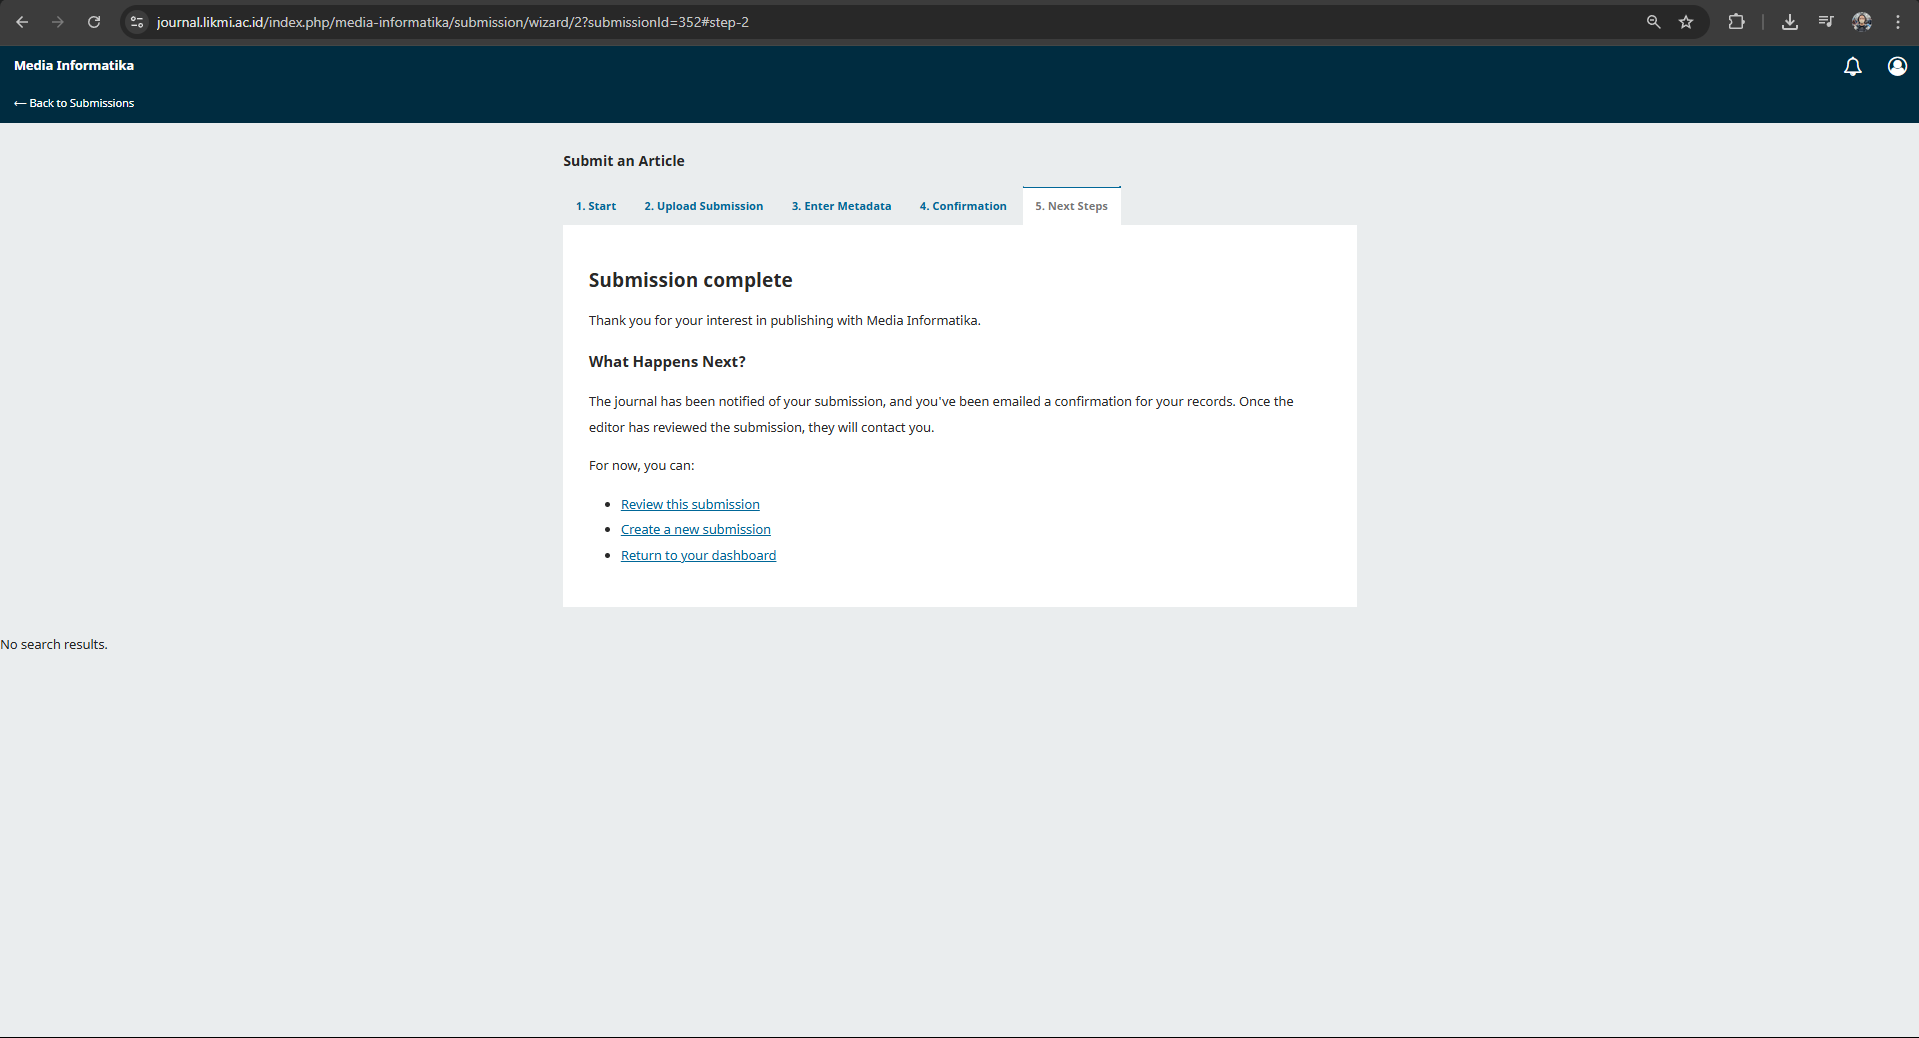 journal.likmi.ac.id/index.php/media-informatika/submission/wizard/2?submissionId=352#step-2
Media Informatika
← Back to Submissions
Submit an Article
1. Start 2. Upload Submission 3. Enter Metadata 4. Confirmation 5. Next Steps
Submission complete
Thank you for your interest in publishing with Media Informatika.
What Happens Next?
The journal has been notified of your submission, and you've been emailed a confirmation for your records. Once the
editor has reviewed the submission, they will contact you.
For now, you can:
• Review this submission
• Create a new submission
• Return to your dashboard
No search results.